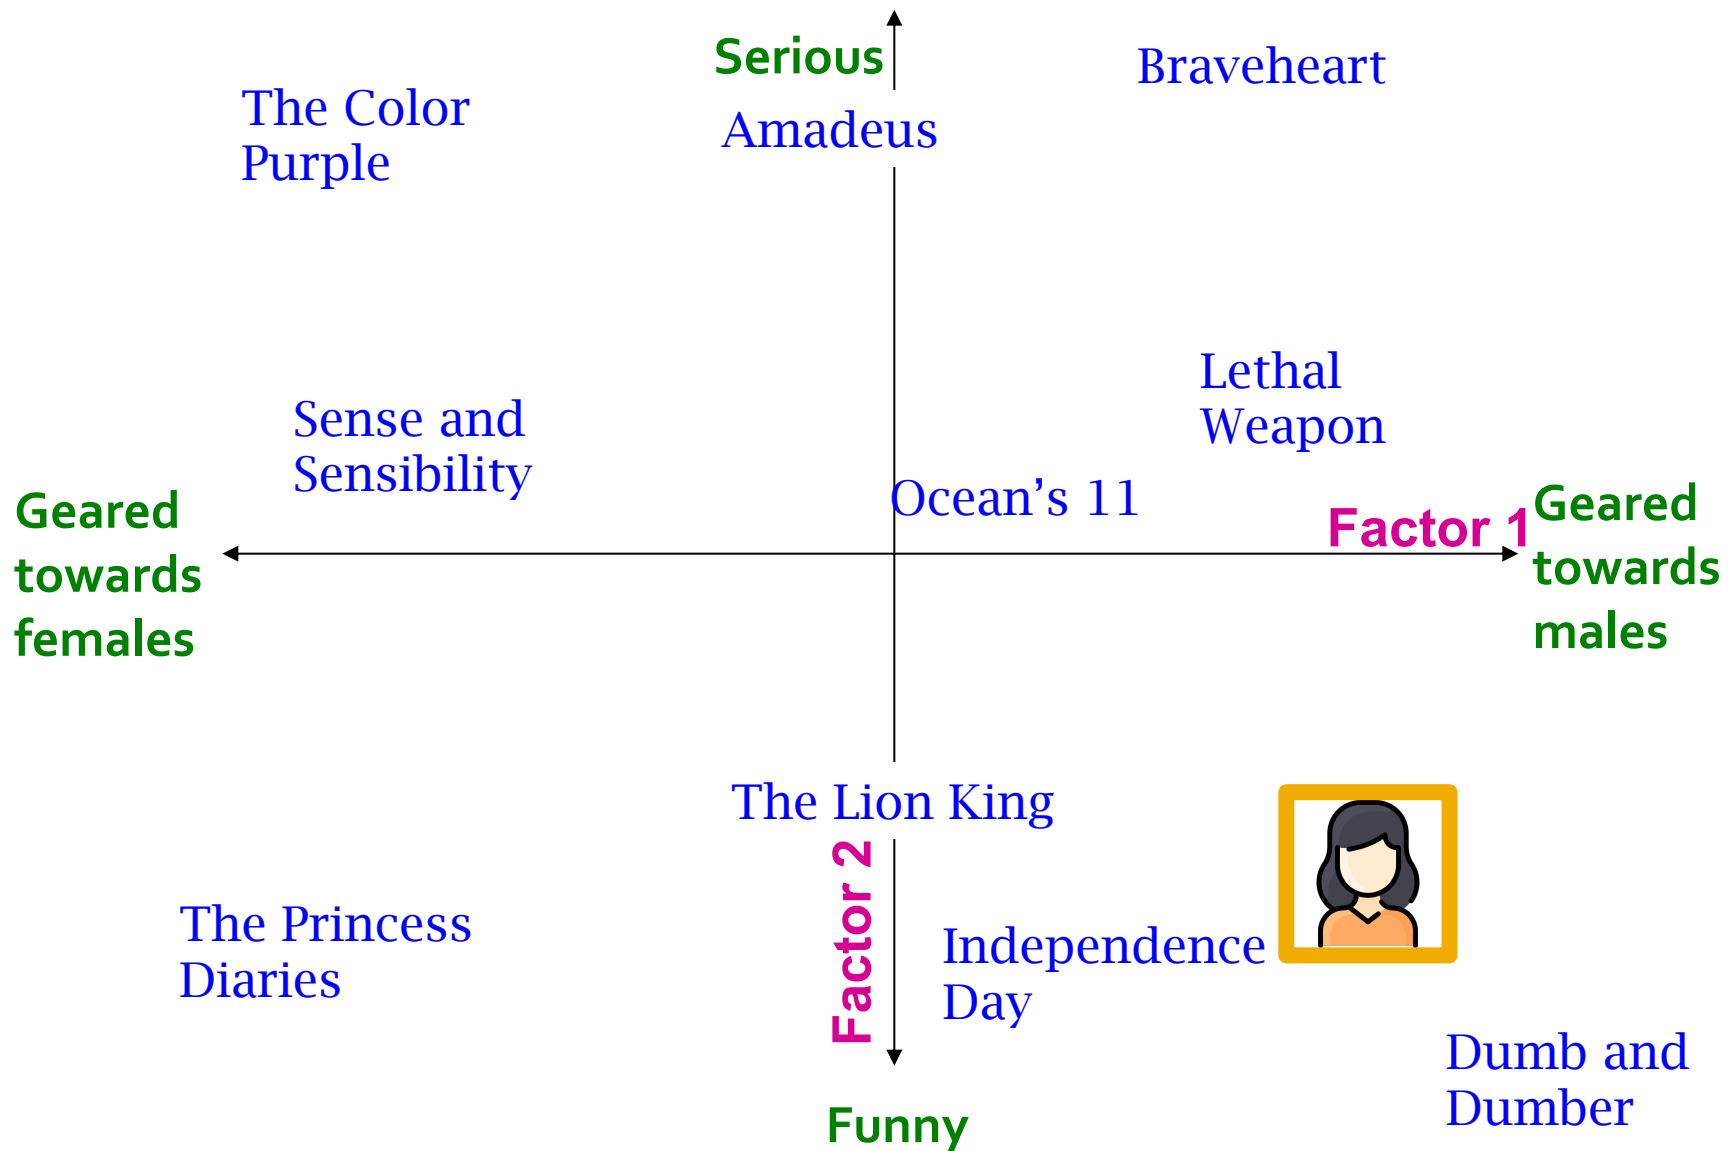 Serious
Braveheart
The Color
Purple
Amadeus
Lethal
Weapon
Sense and
Sensibility
Ocean’s 11
Factor 1
Geared
towards
females
Geared
towards
males
The Lion King
Factor 2
The Princess
Diaries
Independence
Day
Dumb and
Dumber
Funny